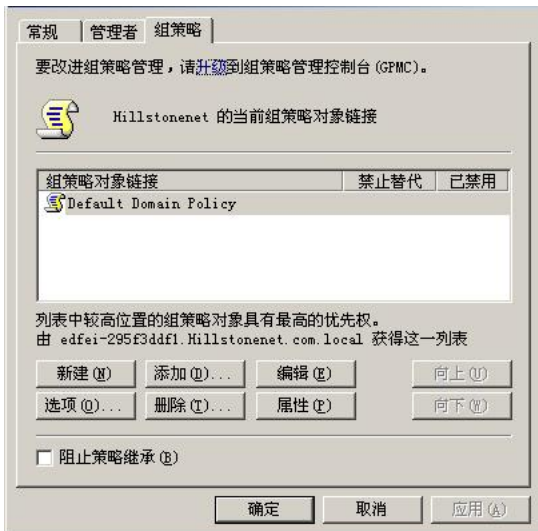 常规 管理者 组策略
要改进组策略管理，请升级到组策略管理控制台(GPMC)。
Hillstonenet 的当前组策略对象链接
组策略对象链接 禁止替代 已禁用
Default Domain Policy
列表中较高位置的组策略对象具有最高的优先权。
由 edfei-295f3ddf1.Hillstonenet.com.local 获得这一列表
新建(N) 添加(D)... 编辑(E) 向上(U)
选项(O)... 删除(T)... 属性(P) 向下(W)
阻止策略继承(B)
确定 取消 应用(A)